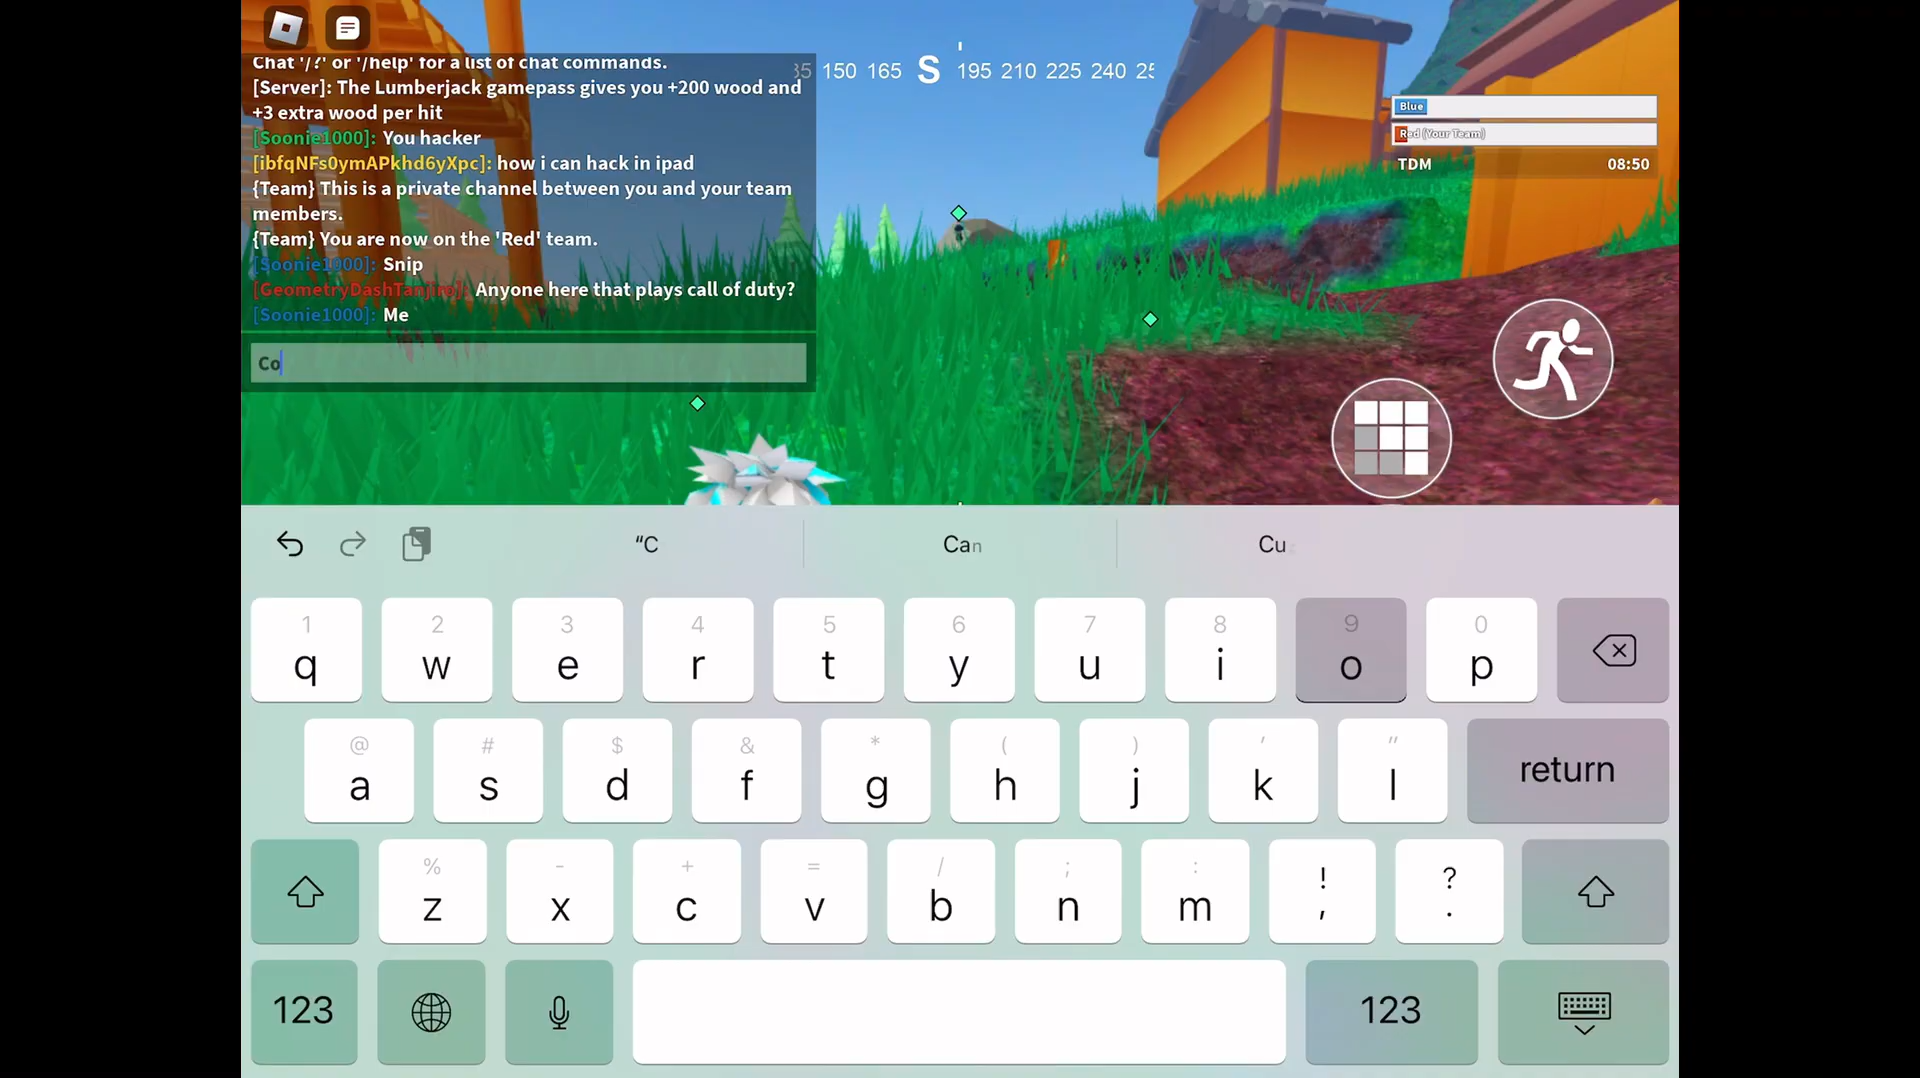 Chat '/?' or '/help' for a list of chat commands.
[Server]: The Lumberjack gamepass gives you +200 wood and
+3 extra wood per hit
[Soonie1000]: You hacker
[ibfqNFs0ymAPkhd6yXpc]: how i can hack in ipad
{Team} This is a private channel between you and your team
members.
{Team} You are now on the 'Red' team.
[Soonie1000]: Snip
[GeometryDashTanjiro]: Anyone here that plays call of duty?
[Soonie1000]: Me
Co
150 165 S 195 210 225 240
Blue
Red (Your Team)
TDM 08:50
“C Can Cu
1 2 3 4 5 6 7 8 9 0
q w e r t y u i o p
@ # $ & * ( ) ' "
a s d f g h j k l return
% - + = / ; : ! ?
z x c v b n m , .
123 123